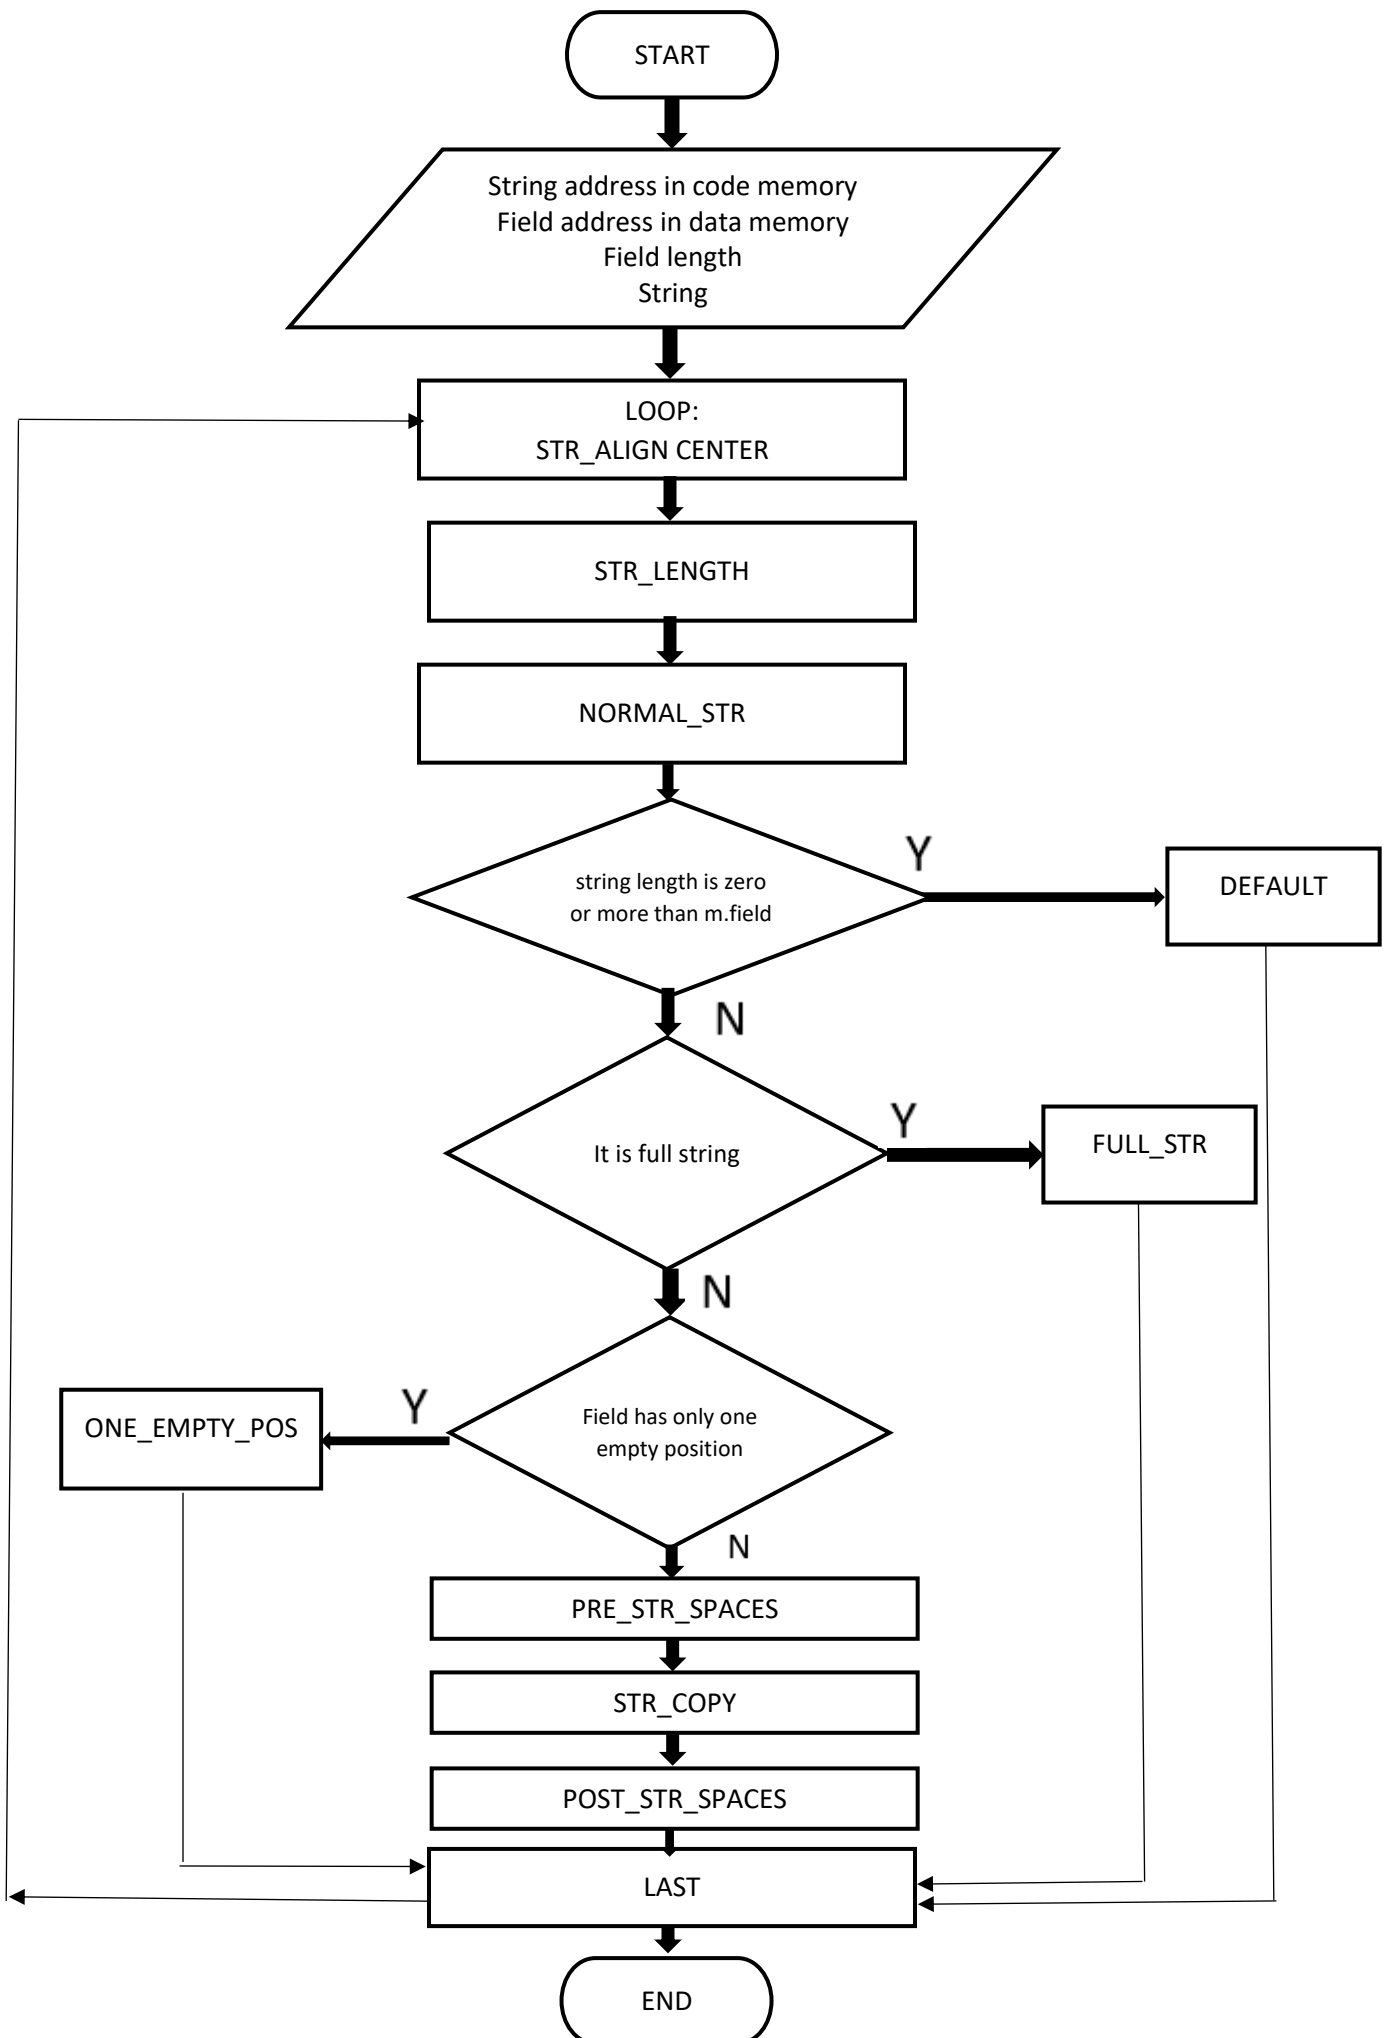 START
String address in code memory
Field address in data memory
Field length
String
LOOP:
STR_ALIGN CENTER
STR_LENGTH
NORMAL_STR
string length is zero
or more than m.field
Y
DEFAULT
N
It is full string
Y
FULL_STR
N
Field has only one
empty position
Y
ONE_EMPTY_POS
N
PRE_STR_SPACES
STR_COPY
POST_STR_SPACES
LAST
END